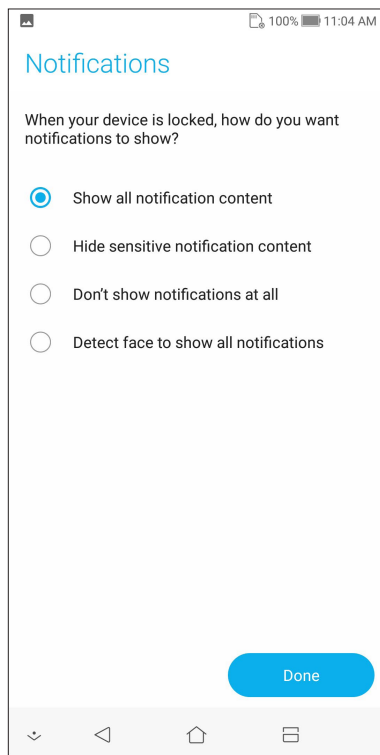 100% 11:04 AM
Notifications
When your device is locked, how do you want
notifications to show?
Show all notification content
Hide sensitive notification content
Don’t show notifications at all
Detect face to show all notifications
Done